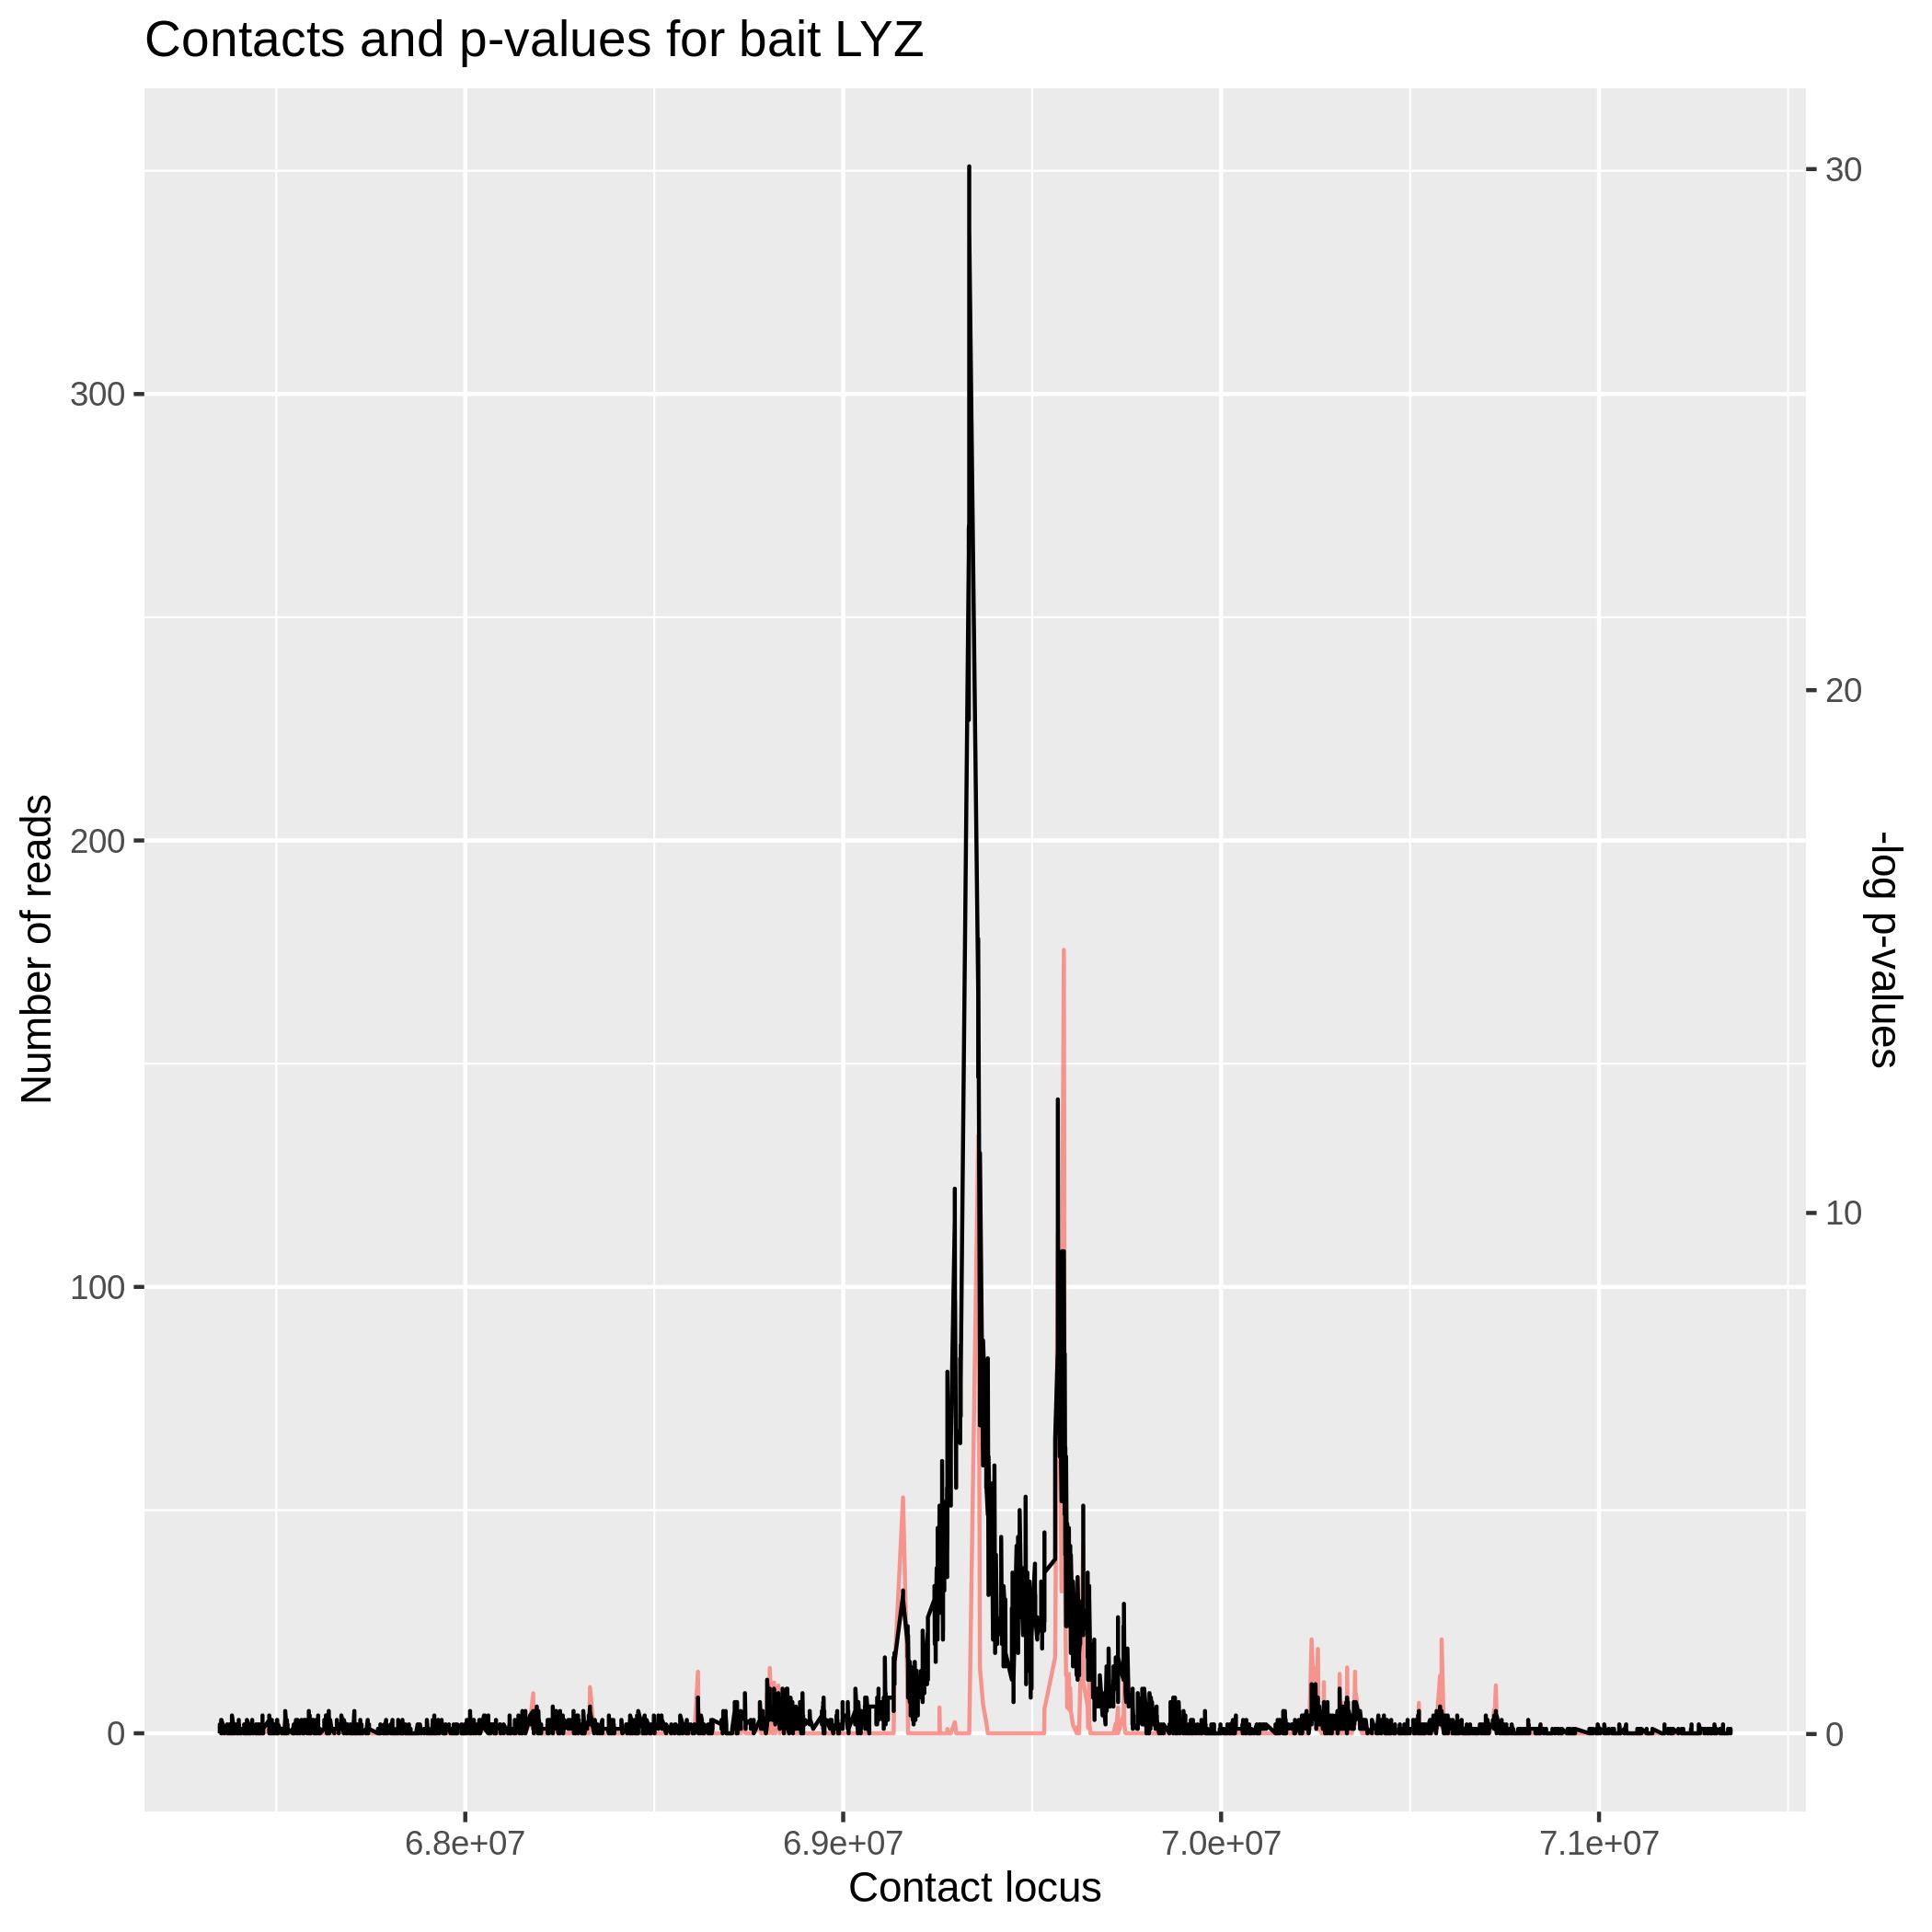 Contacts and p-values for bait LYZ
Number of reads
300
200
100
0
30
20
10
0
-log p-values
6.8e+07
6.9e+07
7.0e+07
7.1e+07
Contact locus